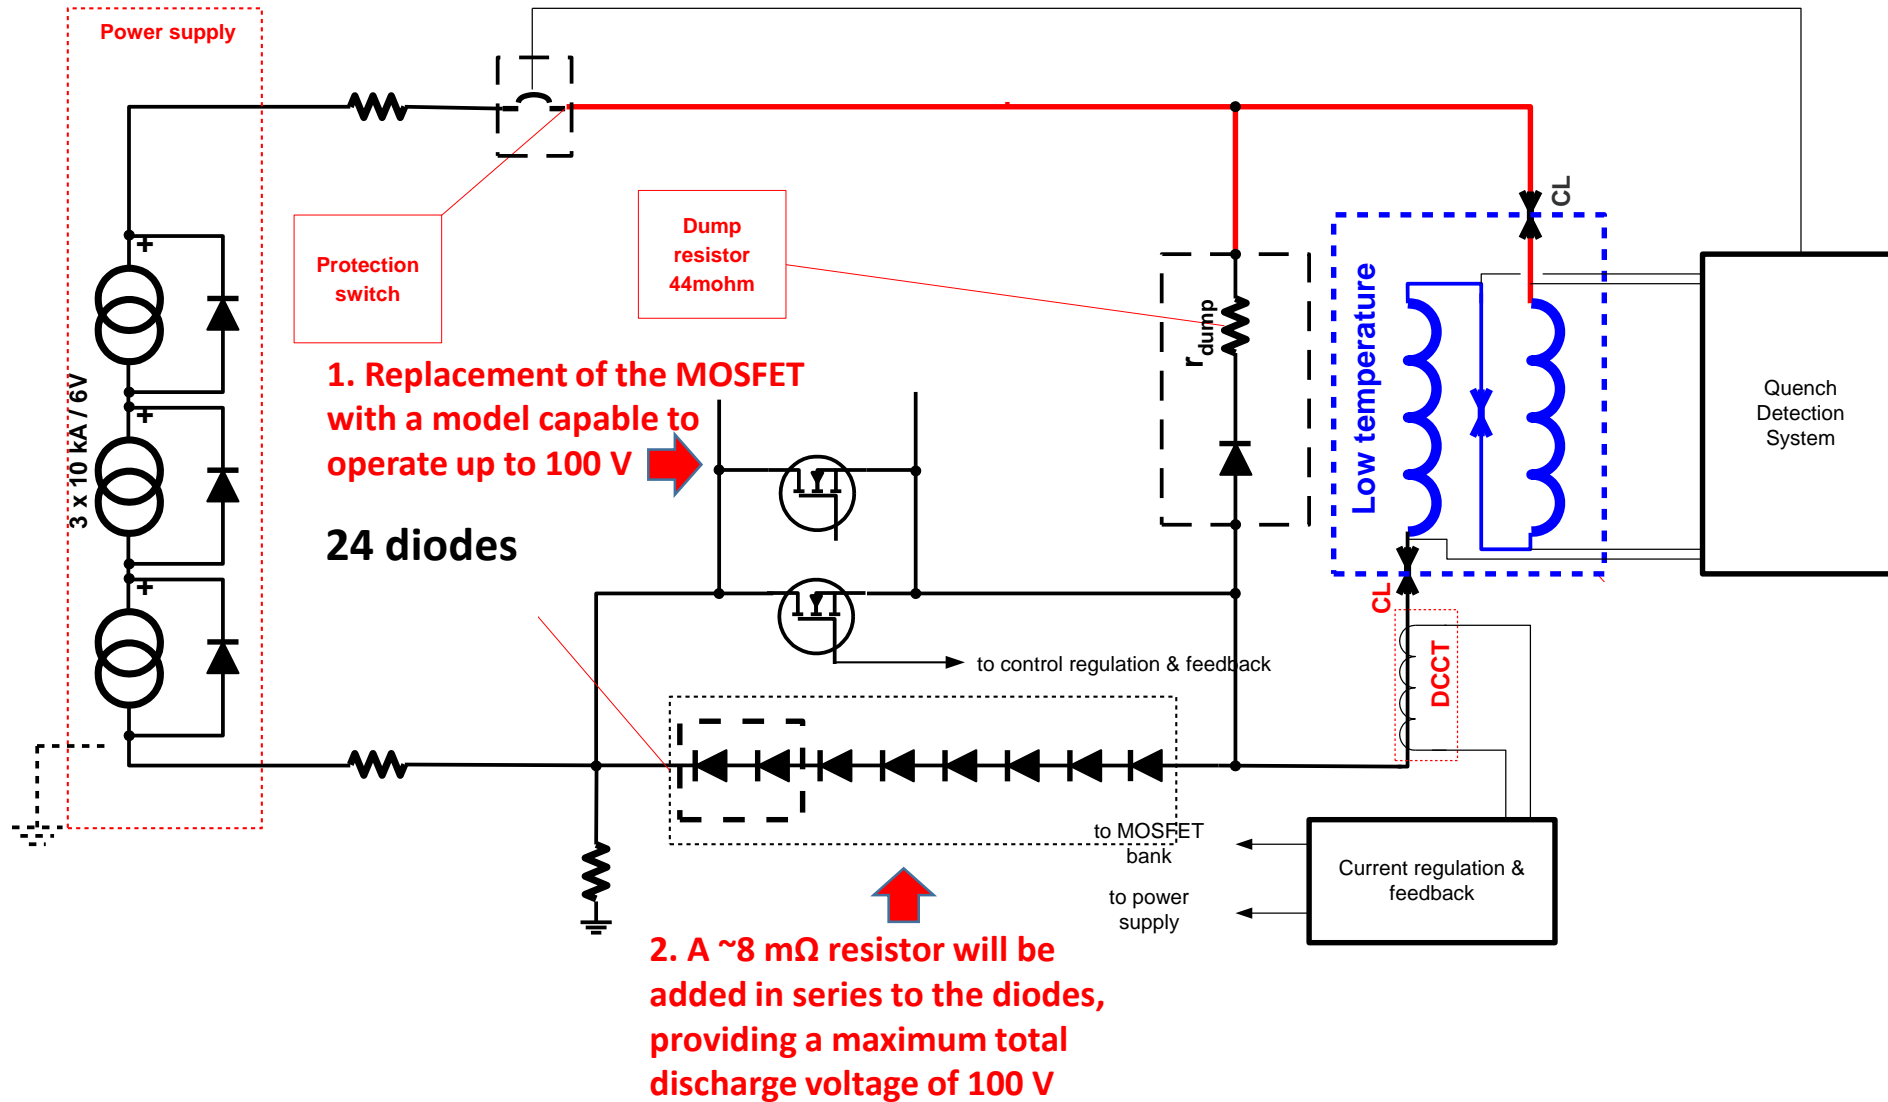 Power supply
+
+
+
3 x 10 kA / 6V
Protection
switch
Dump
resistor
44mohm
r dump
CL
Low temperature
Quench
Detection
System
1. Replacement of the MOSFET
with a model capable to
operate up to 100 V
24 diodes
to control regulation & feedback
CL
DCCT
to MOSFET
bank
to power
supply
Current regulation &
feedback
2. A ~8 mΩ resistor will be
added in series to the diodes,
providing a maximum total
discharge voltage of 100 V